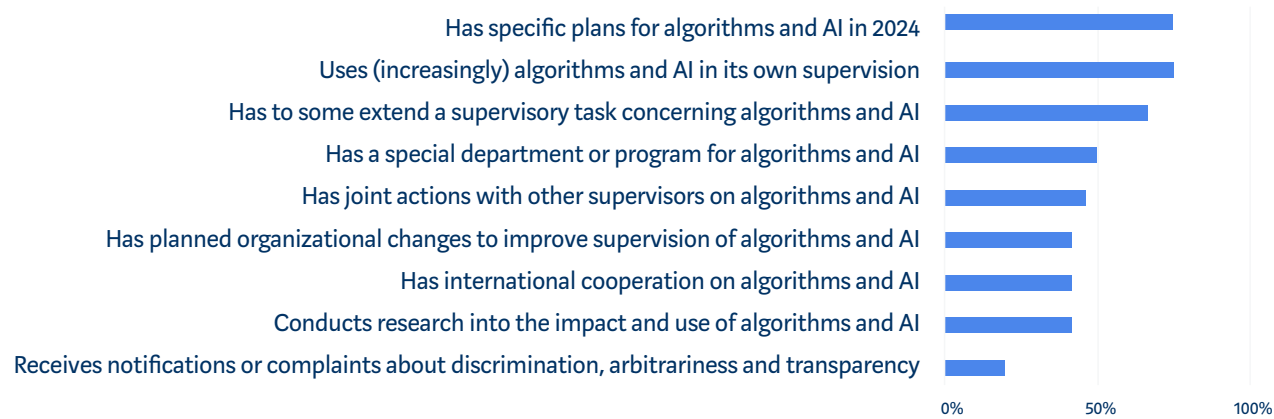 Has specific plans for algorithms and AI in 2024
Uses (increasingly) algorithms and AI in its own supervision
Has to some extend a supervisory task concerning algorithms and AI
Has a special department or program for algorithms and AI
Has joint actions with other supervisors on algorithms and AI
Has planned organizational changes to improve supervision of algorithms and AI
Has international cooperation on algorithms and AI
Conducts research into the impact and use of algorithms and AI
Receives notifications or complaints about discrimination, arbitrariness and transparency
0% 50% 100%